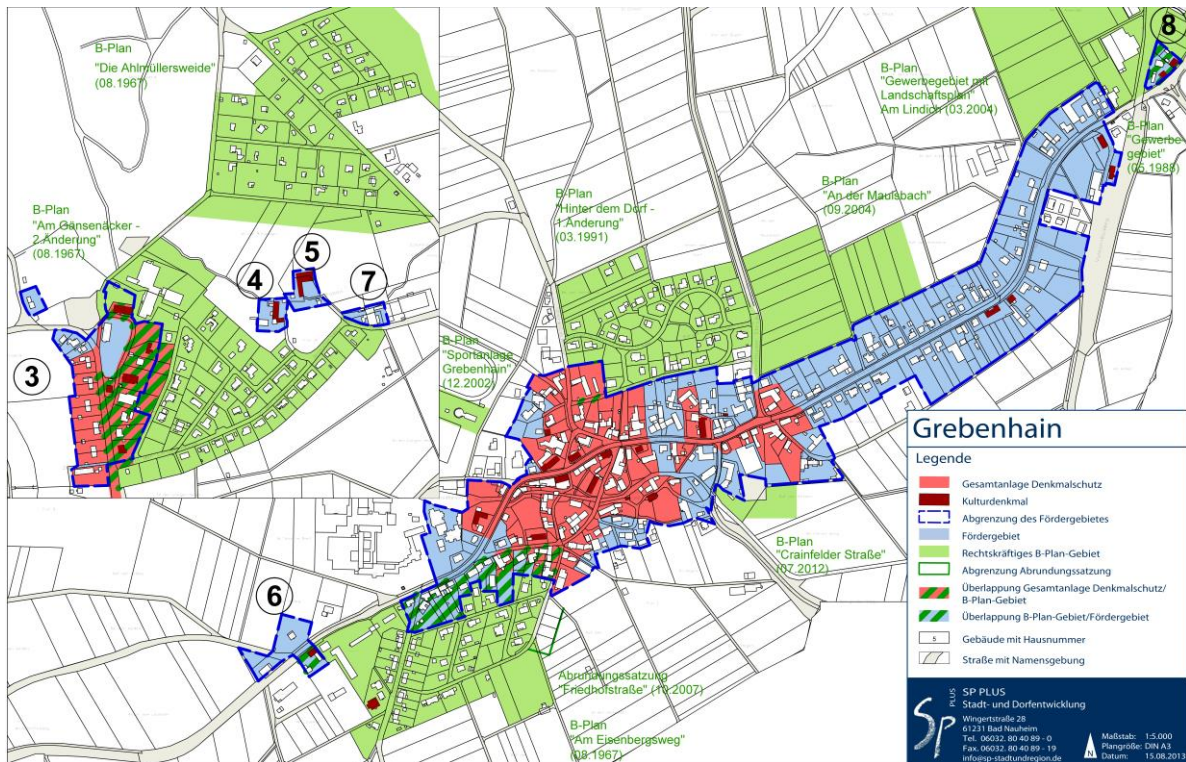 B-Plan
"Die Ahlmüllersweide"
(08.1967)
B-Plan
"Am Gänsenäcker -
2.Änderung"
(08.1967)
3
4
5
7
B-Plan
"Sportanlage
Grebenhain"
(12.2002)
B-Plan
"Hinter dem Dorf -
1.Änderung"
(03.1991)
B-Plan
"An der Maulsbach"
(09.2004)
B-Plan
"Gewerbegebiet mit
Landschaftsplan"
Am Lindich (03.2004)
8
B-Plan
"Gewerbe-
gebiet"
(06.1988)
B-Plan
"Crainfelder Straße"
(07.2012)
6
Abrundungssatzung
"Friedhofstraße" (10.2007)
B-Plan
"Am Eisenbergsweg"
(08.1967)
Grebenhain
Legende
Gesamtanlage Denkmalschutz
Kulturdenkmal
Abgrenzung des Fördergebietes
Fördergebiet
Rechtskräftiges B-Plan-Gebiet
Abgrenzung Abrundungssatzung
Überlappung Gesamtanlage Denkmalschutz/
B-Plan-Gebiet
Überlappung B-Plan-Gebiet/Fördergebiet
5 Gebäude mit Hausnummer
Straße mit Namensgebung
SP PLUS
SP PLUS
Stadt- und Dorfentwicklung
Wingertstraße 28
61231 Bad Nauheim
Tel. 06032. 80 40 89 - 0
Fax. 06032. 80 40 89 - 19
info@sp-stadtundregion.de
N
Maßstab: 1:5.000
Plangröße: DIN A3
Datum: 15.08.2013